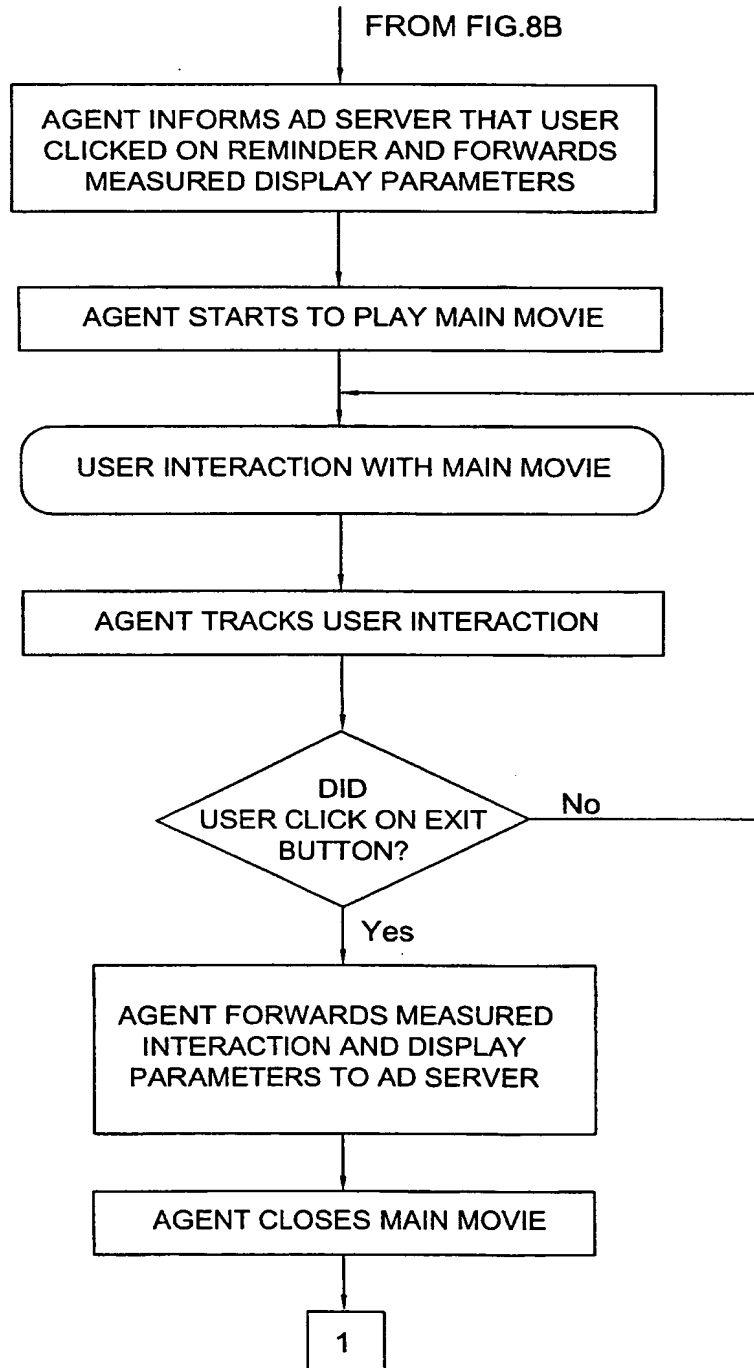 FROM FIG.8B
AGENT INFORMS AD SERVER THAT USER
CLICKED ON REMINDER AND FORWARDS
MEASURED DISPLAY PARAMETERS
AGENT STARTS TO PLAY MAIN MOVIE
USER INTERACTION WITH MAIN MOVIE
AGENT TRACKS USER INTERACTION
DID
USER CLICK ON EXIT
BUTTON?
No
Yes
AGENT FORWARDS MEASURED
INTERACTION AND DISPLAY
PARAMETERS TO AD SERVER
AGENT CLOSES MAIN MOVIE
1